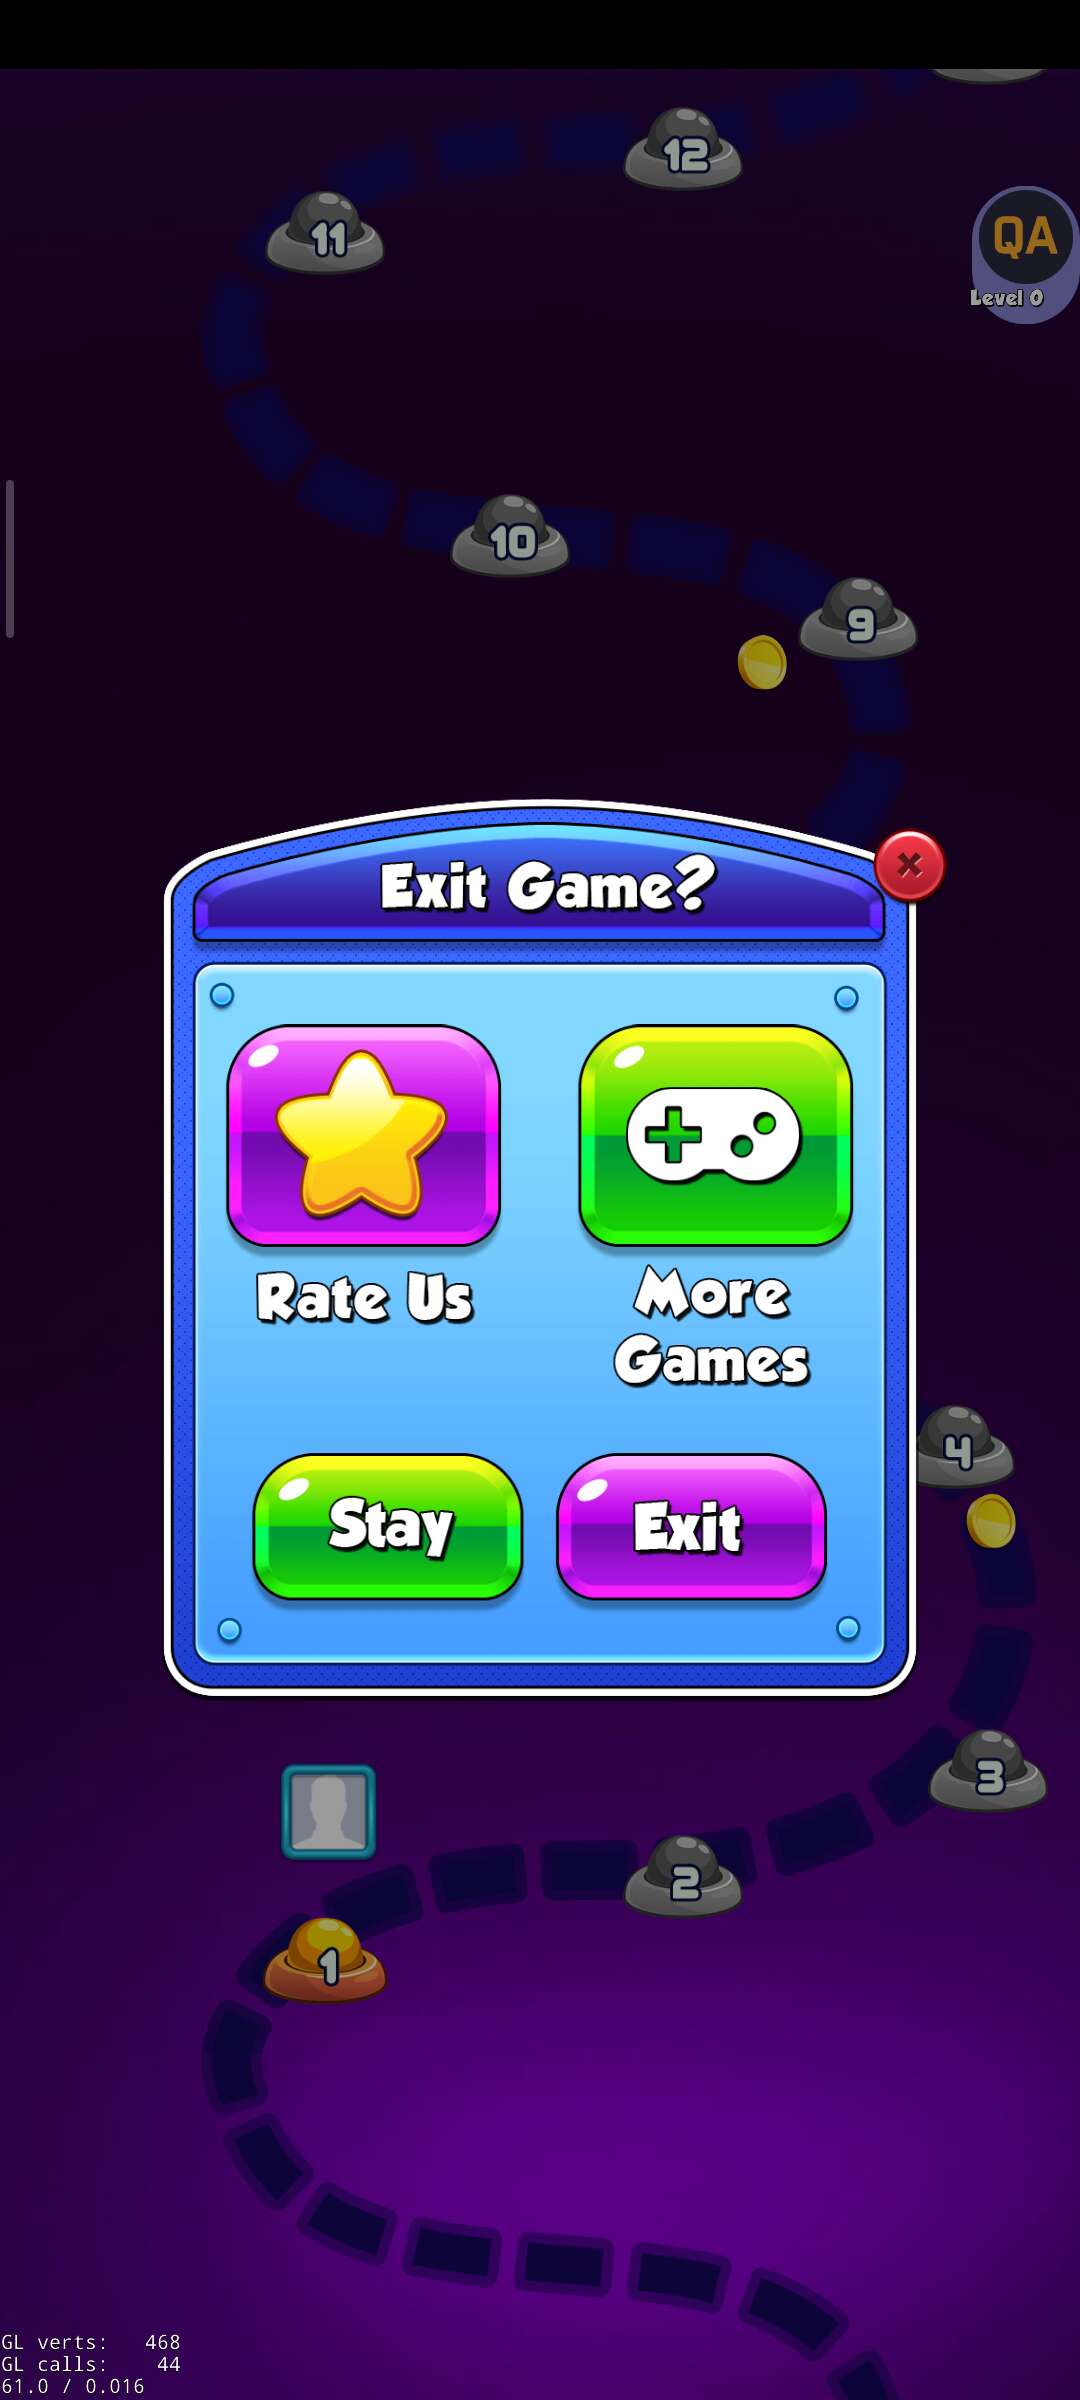 12
11
QA
Level 0
10
9
Exit Game?
Rate Us
More
Games
4
Stay
Exit
3
2
1
GL verts: 468
GL calls: 44
61.0 / 0.016